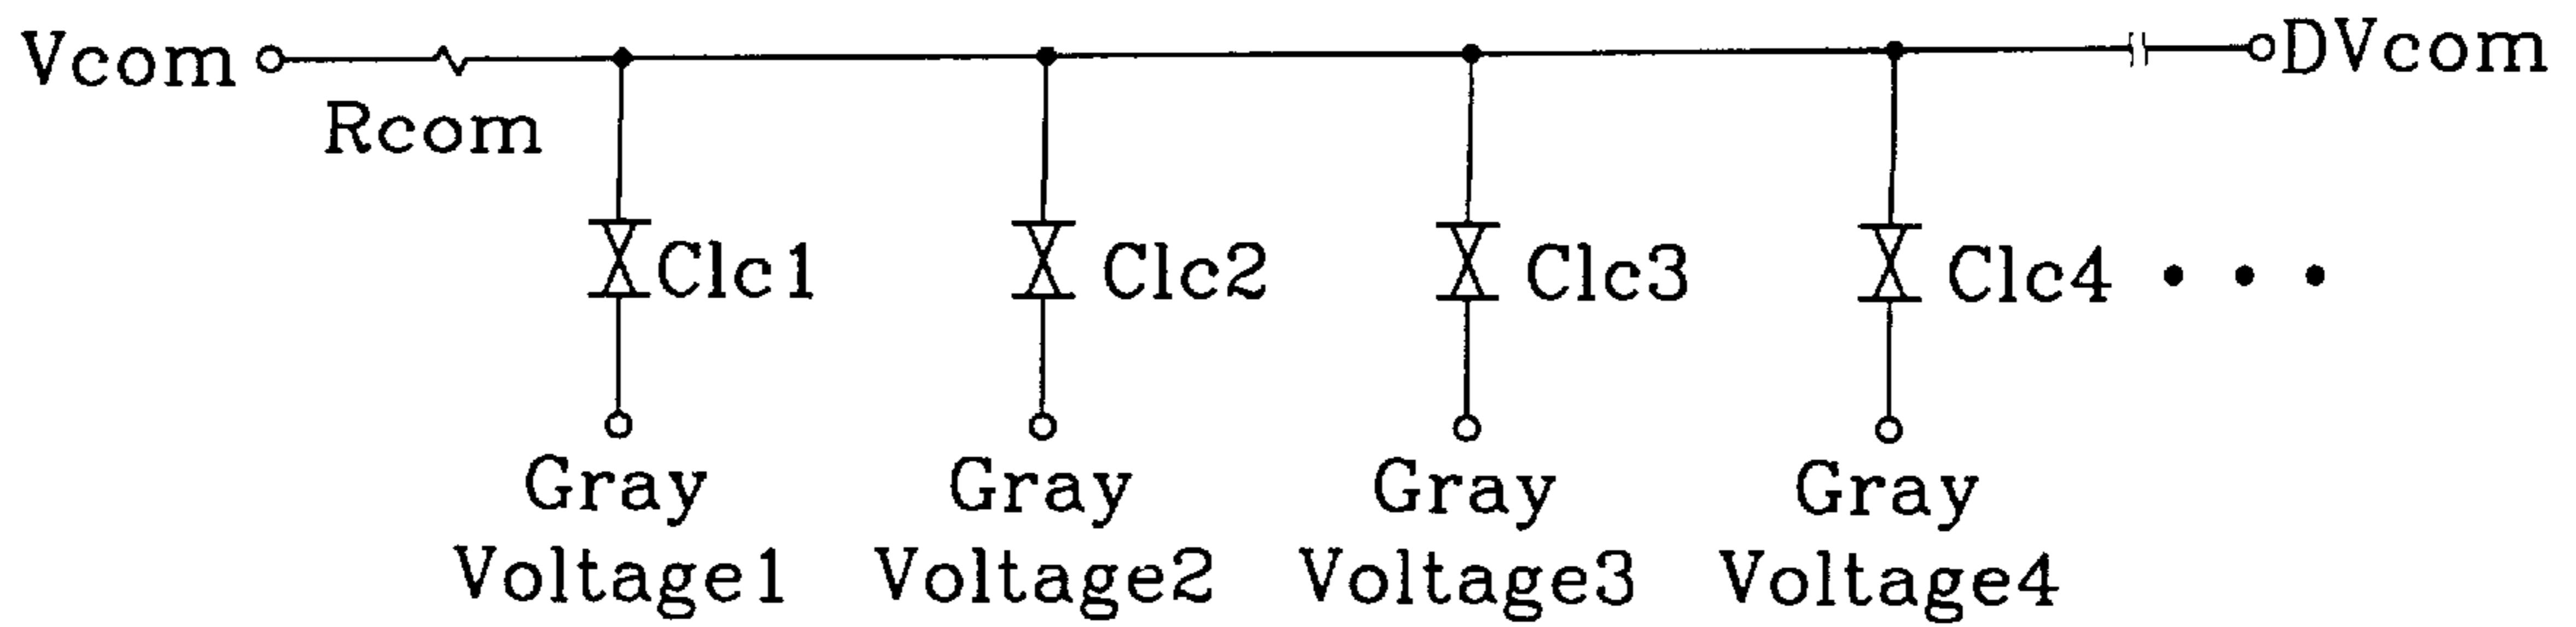 Vcom
DVcom
Rcom
Clc1 Clc2 Clc3 Clc4 • • •
Gray Gray Gray Gray
Voltage1 Voltage2 Voltage3 Voltage4